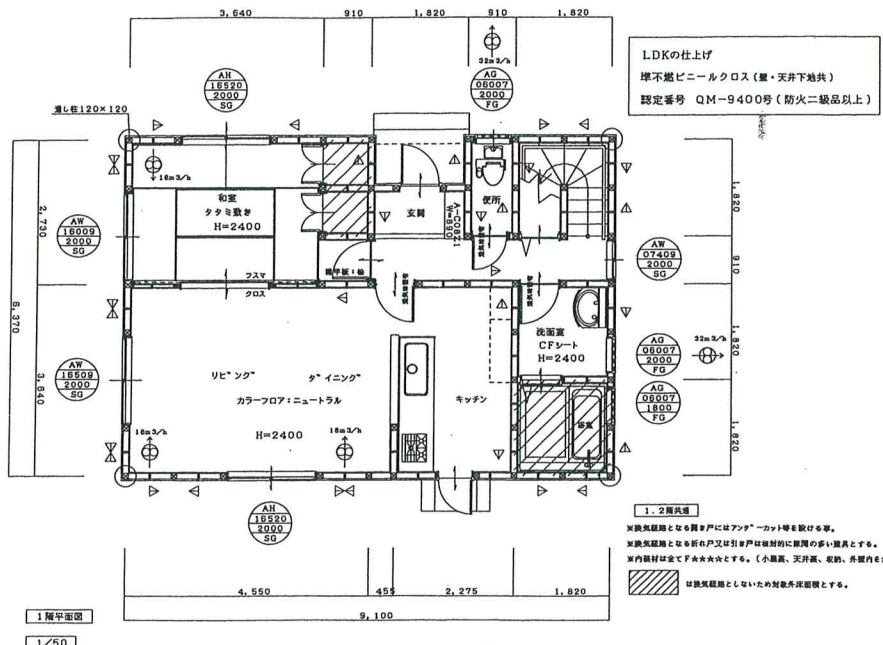 3,640
910
1,820
910
1,820
32m3/h
AH
16520
2000
SG
AG
06007
2000
FG
LDKの仕上げ
準不燃ビニールクロス (壁・天井下地共)
認定番号 QM-9400号 (防火二級品以上)
通し柱120×120
16m3/h
和室
タタミ敷き
H=2400
玄関
A-C0821
W=890
便所
2,730
6,370
3,640
AW
16009
2000
SG
AW
07409
2000
SG
1,820
910
1,820
1,820
フスマ
クロス
洗面室
CFシート
H=2400
AG
06007
2000
FG
32m3/h
AG
06007
1800
FG
AW
16509
2000
SG
リビング
ダイニング
カラーフロア:ニュートラル
H=2400
キッチン
浴室
16m3/h
16m3/h
AH
16520
2000
SG
1.2階共通
※換気経路となる開き戸にはアンダーカット等を設ける事。
※換気経路となる折れ戸又は引き戸は相対的に隙間の多い建具とする。
※内装材は全てF★★★★とする。(小屋裏、天井裏、収納、外壁内を
は換気経路としないため対象外床面積とする。
4,550
455
2,275
1,820
9,100
1階平面図
1/50